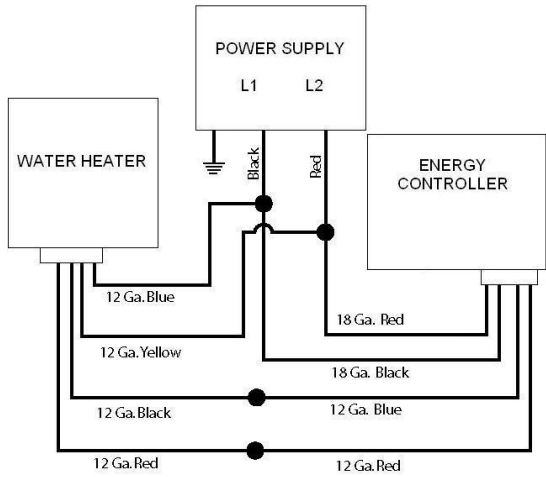 POWER SUPPLY
L1 L2
WATER HEATER
Black
Red
ENERGY
CONTROLLER
12 Ga. Blue
18 Ga. Red
12 Ga. Yellow
18 Ga. Black
12 Ga. Black
12 Ga. Blue
12 Ga. Red
12 Ga. Red